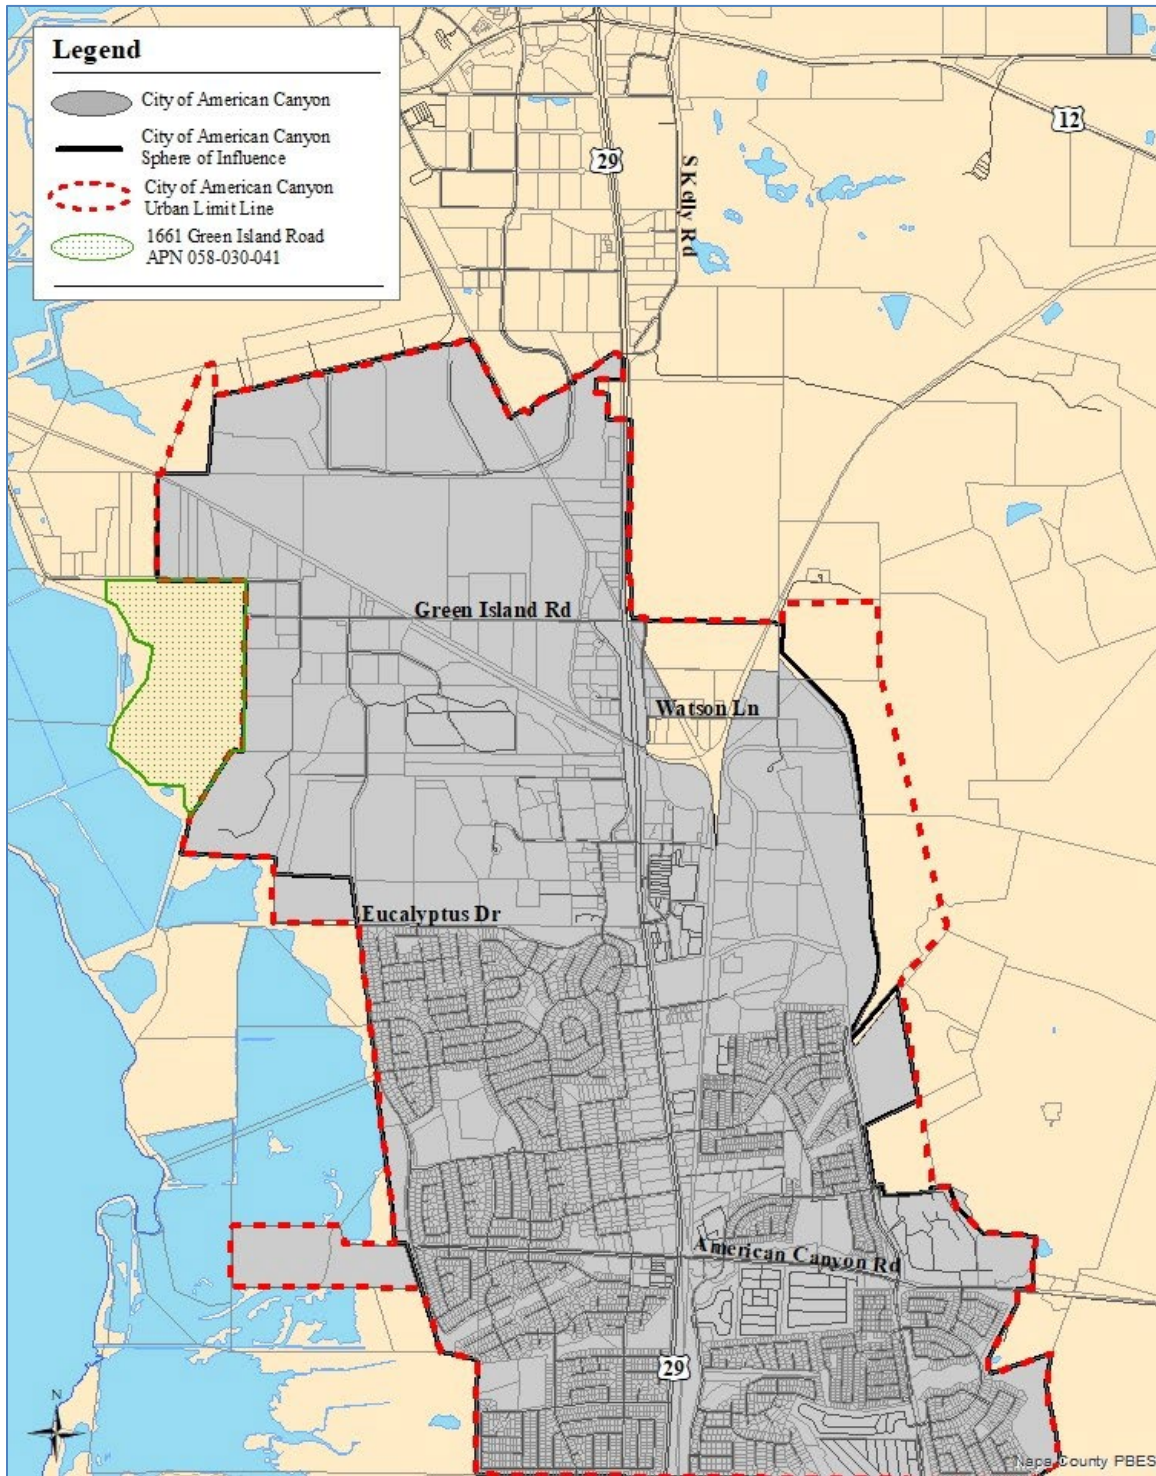 Legend
City of American Canyon
City of American Canyon
Sphere of Influence
City of American Canyon
Urban Limit Line
1661 Green Island Road
APN 058-030-041
12
29
S Kelly Rd
Green Island Rd
Watson Ln
Eucalyptus Dr
American Canyon Rd
29
N
Napa County PBES